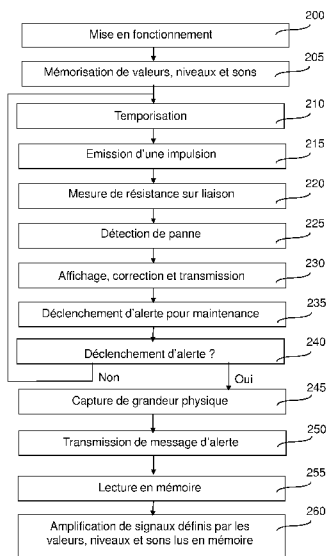 200
Mise en fonctionnement
205
Mémorisation de valeurs, niveaux et sons
210
Temporisation
215
Emission d'une impulsion
220
Mesure de résistance sur liaison
225
Détection de panne
230
Affichage, correction et transmission
235
Déclenchement d'alerte pour maintenance
240
Déclenchement d'alerte ?
Non
Oui
245
Capture de grandeur physique
250
Transmission de message d'alerte
255
Lecture en mémoire
260
Amplification de signaux définis par les
valeurs, niveaux et sons lus en mémoire